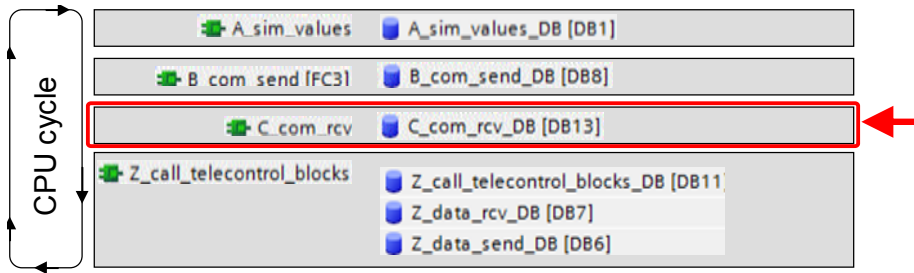 CPU cycle
A_sim_values A_sim_values_DB [DB1]
B_com_send [FC3] B_com_send_DB [DB8]
C_com_rcv C_com_rcv_DB [DB13]
Z_call_telecontrol_blocks Z_call_telecontrol_blocks_DB [DB11]
Z_data_rcv_DB [DB7]
Z_data_send_DB [DB6]